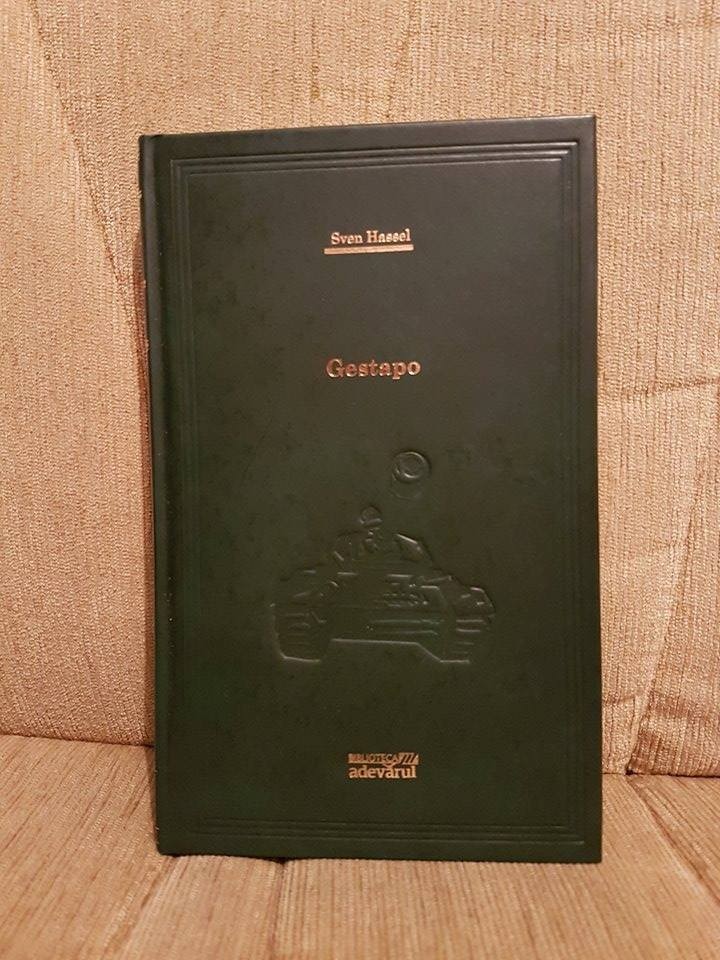 Sven Hassel
Gestapo
BIBLIOTECA
adevărul